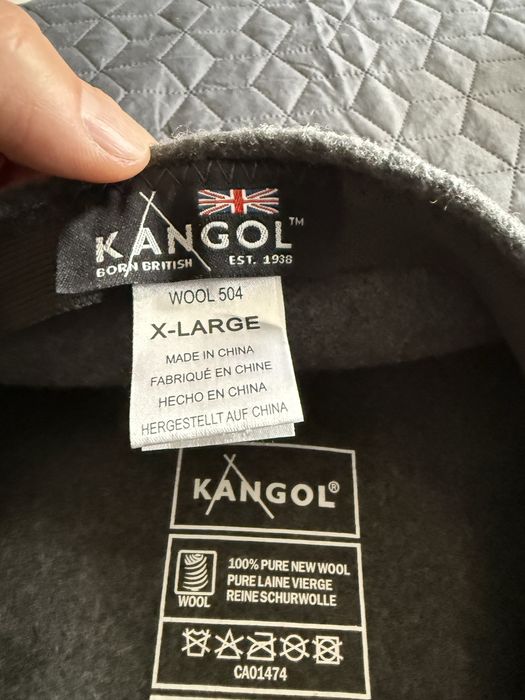 KANGOL™
BORN BRITISH EST. 1938
WOOL 504
X-LARGE
MADE IN CHINA
FABRIQUÉ EN CHINE
HECHO EN CHINA
HERGESTELLT AUF CHINA
KANGOL®
WOOL
100% PURE NEW WOOL
PURE LAINE VIERGE
REINE SCHURWOLLE
CA01474